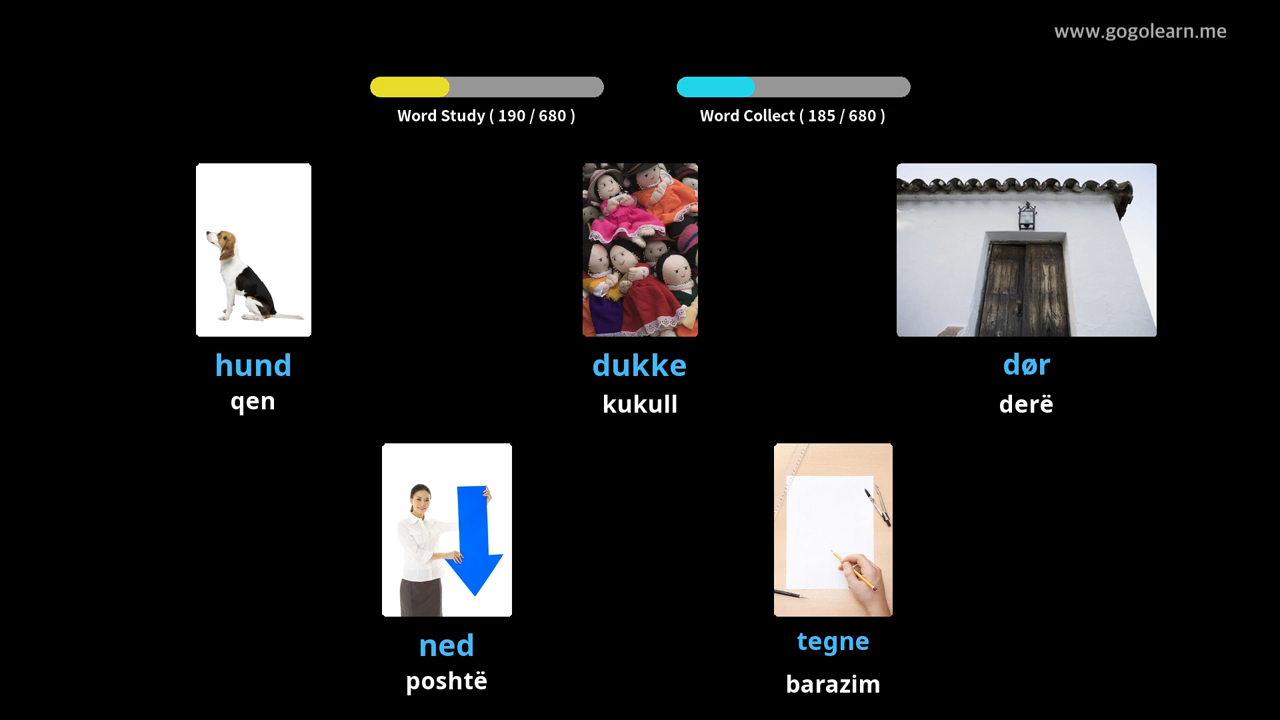 www.gogolearn.me
Word Study ( 190 / 680 )
Word Collect ( 185 / 680 )
hund
qen
dukke
kukull
dør
derë
ned
poshtë
tegne
barazim